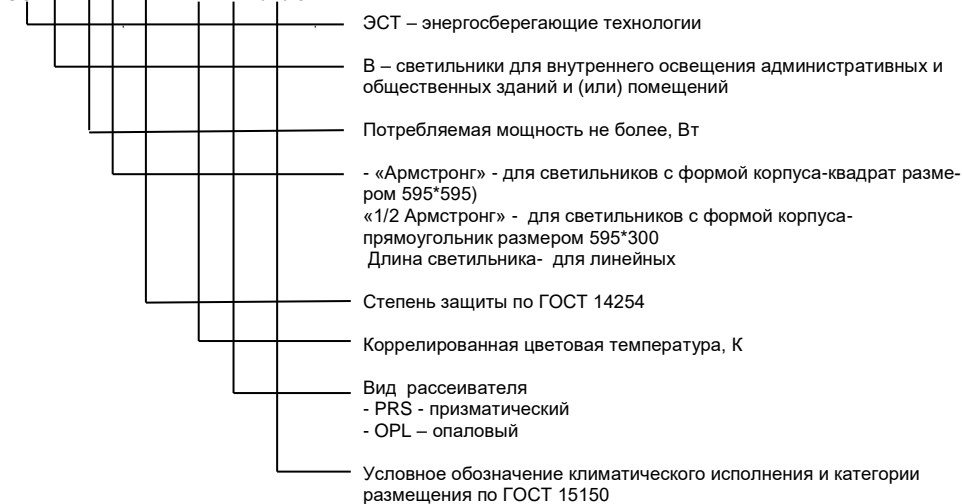 ЭСТ – энергосберегающие технологии
В – светильники для внутреннего освещения административных и
общественных зданий и (или) помещений
Потребляемая мощность не более, Вт
- «Армстронг» - для светильников с формой корпуса-квадрат разме-
ром 595*595)
«1/2 Армстронг» - для светильников с формой корпуса-
прямоугольник размером 595*300
Длина светильника- для линейных
Степень защиты по ГОСТ 14254
Коррелированная цветовая температура, К
Вид рассеивателя
- PRS - призматический
- OPL – опаловый
Условное обозначение климатического исполнения и категории
размещения по ГОСТ 15150